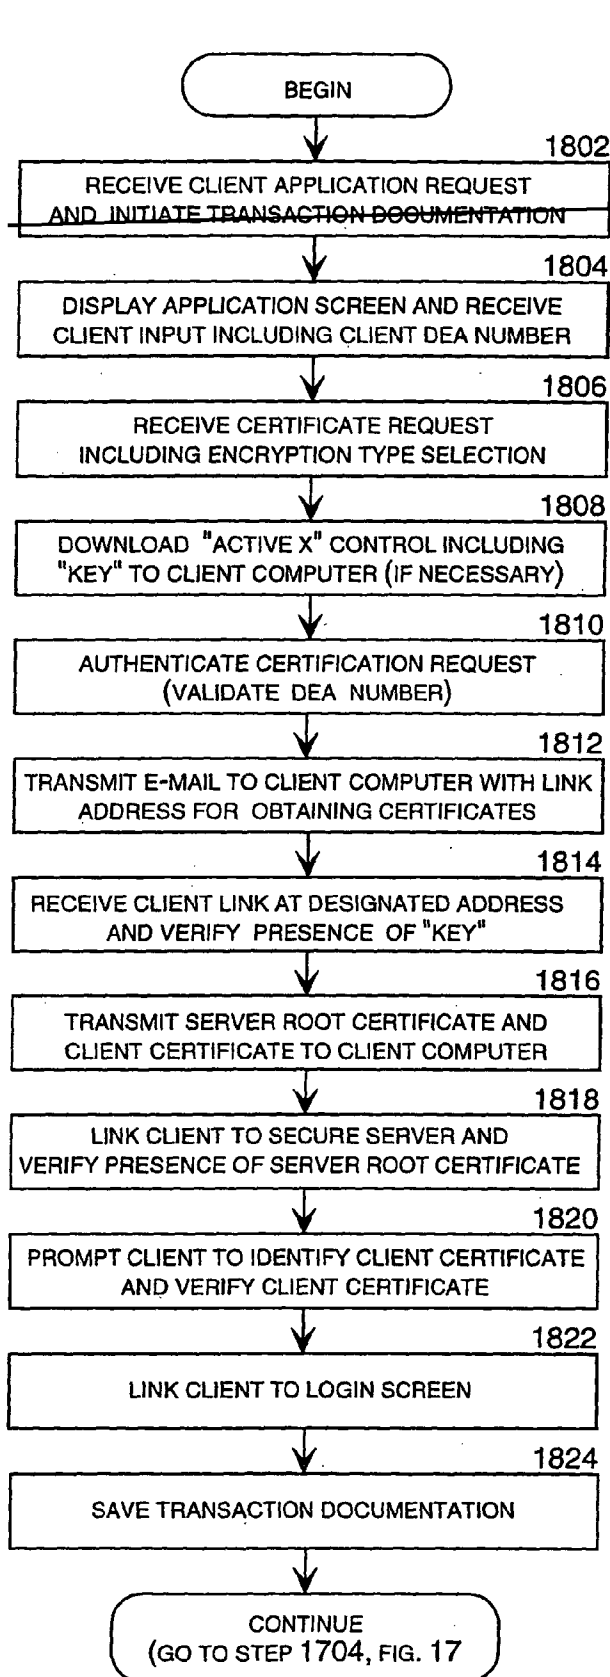 BEGIN
1802
RECEIVE CLIENT APPLICATION REQUEST
AND INITIATE TRANSACTION DOCUMENTATION
1804
DISPLAY APPLICATION SCREEN AND RECEIVE
CLIENT INPUT INCLUDING CLIENT DEA NUMBER
1806
RECEIVE CERTIFICATE REQUEST
INCLUDING ENCRYPTION TYPE SELECTION
1808
DOWNLOAD "ACTIVE X" CONTROL INCLUDING
"KEY" TO CLIENT COMPUTER (IF NECESSARY)
1810
AUTHENTICATE CERTIFICATION REQUEST
(VALIDATE DEA NUMBER)
1812
TRANSMIT E-MAIL TO CLIENT COMPUTER WITH LINK
ADDRESS FOR OBTAINING CERTIFICATES
1814
RECEIVE CLIENT LINK AT DESIGNATED ADDRESS
AND VERIFY PRESENCE OF "KEY"
1816
TRANSMIT SERVER ROOT CERTIFICATE AND
CLIENT CERTIFICATE TO CLIENT COMPUTER
1818
LINK CLIENT TO SECURE SERVER AND
VERIFY PRESENCE OF SERVER ROOT CERTIFICATE
1820
PROMPT CLIENT TO IDENTIFY CLIENT CERTIFICATE
AND VERIFY CLIENT CERTIFICATE
1822
LINK CLIENT TO LOGIN SCREEN
1824
SAVE TRANSACTION DOCUMENTATION
CONTINUE
(GO TO STEP 1704, FIG. 17